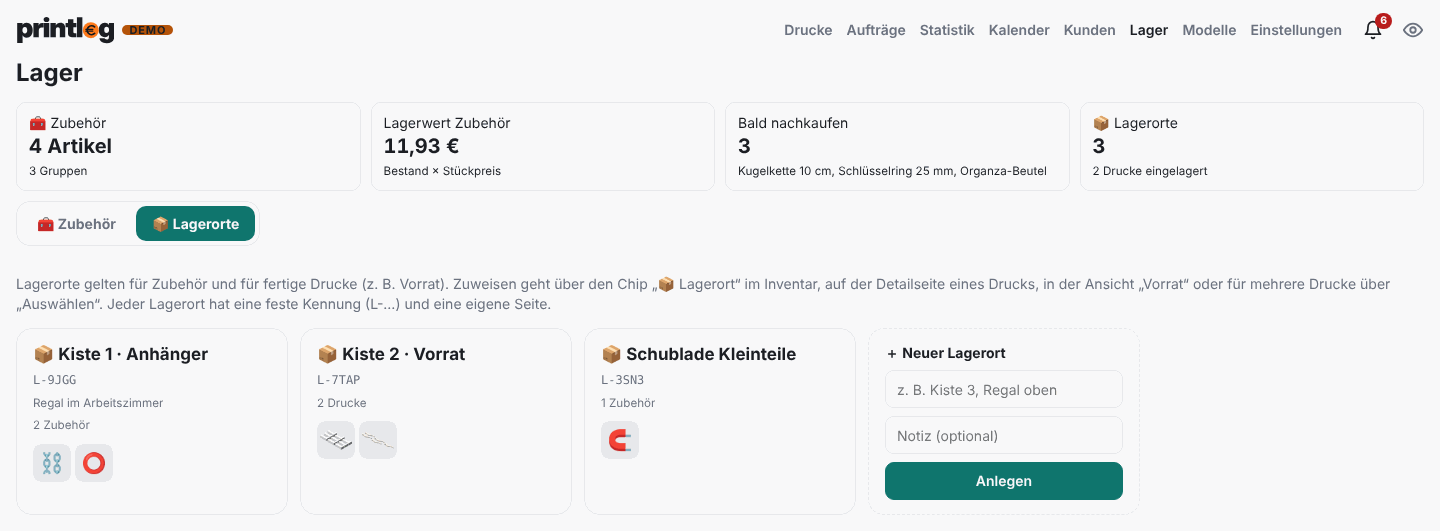 printlog DEMO
Drucke Aufträge Statistik Kalender Kunden Lager Modelle Einstellungen 6
Lager
Zubehör
4 Artikel
3 Gruppen
Lagerwert Zubehör
11,93 €
Bestand × Stückpreis
Bald nachkaufen
3
Kugelkette 10 cm, Schlüsselring 25 mm, Organza-Beutel
Lagerorte
3
2 Drucke eingelagert
Zubehör
Lagerorte
Lagerorte gelten für Zubehör und für fertige Drucke (z. B. Vorrat). Zuweisen geht über den Chip „📦 Lagerort“ im Inventar, auf der Detailseite eines Drucks, in der Ansicht „Vorrat“ oder für mehrere Drucke über
„Auswählen“. Jeder Lagerort hat eine feste Kennung (L-…) und eine eigene Seite.
Kiste 1 · Anhänger
L-9JGG
Regal im Arbeitszimmer
2 Zubehör
Kiste 2 · Vorrat
L-7TAP
2 Drucke
Schublade Kleinteile
L-3SN3
1 Zubehör
+ Neuer Lagerort
z. B. Kiste 3, Regal oben
Notiz (optional)
Anlegen